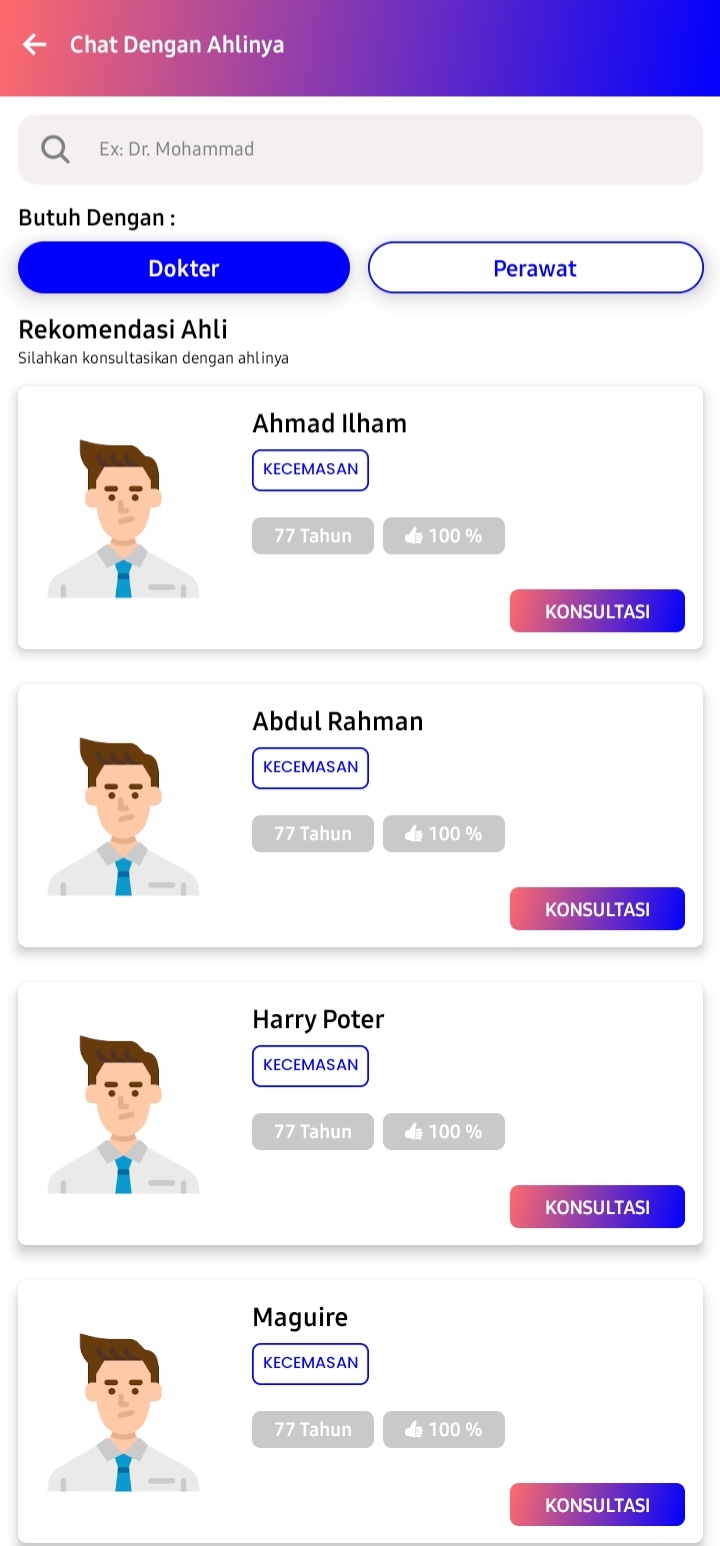 Chat Dengan Ahlinya
Ex: Dr. Mohammad
Butuh Dengan :
Dokter
Perawat
Rekomendasi Ahli
Silahkan konsultasikan dengan ahlinya
Ahmad Ilham
KECEMASAN
77 Tahun
100 %
KONSULTASI
Abdul Rahman
KECEMASAN
77 Tahun
100 %
KONSULTASI
Harry Poter
KECEMASAN
77 Tahun
100 %
KONSULTASI
Maguire
KECEMASAN
77 Tahun
100 %
KONSULTASI